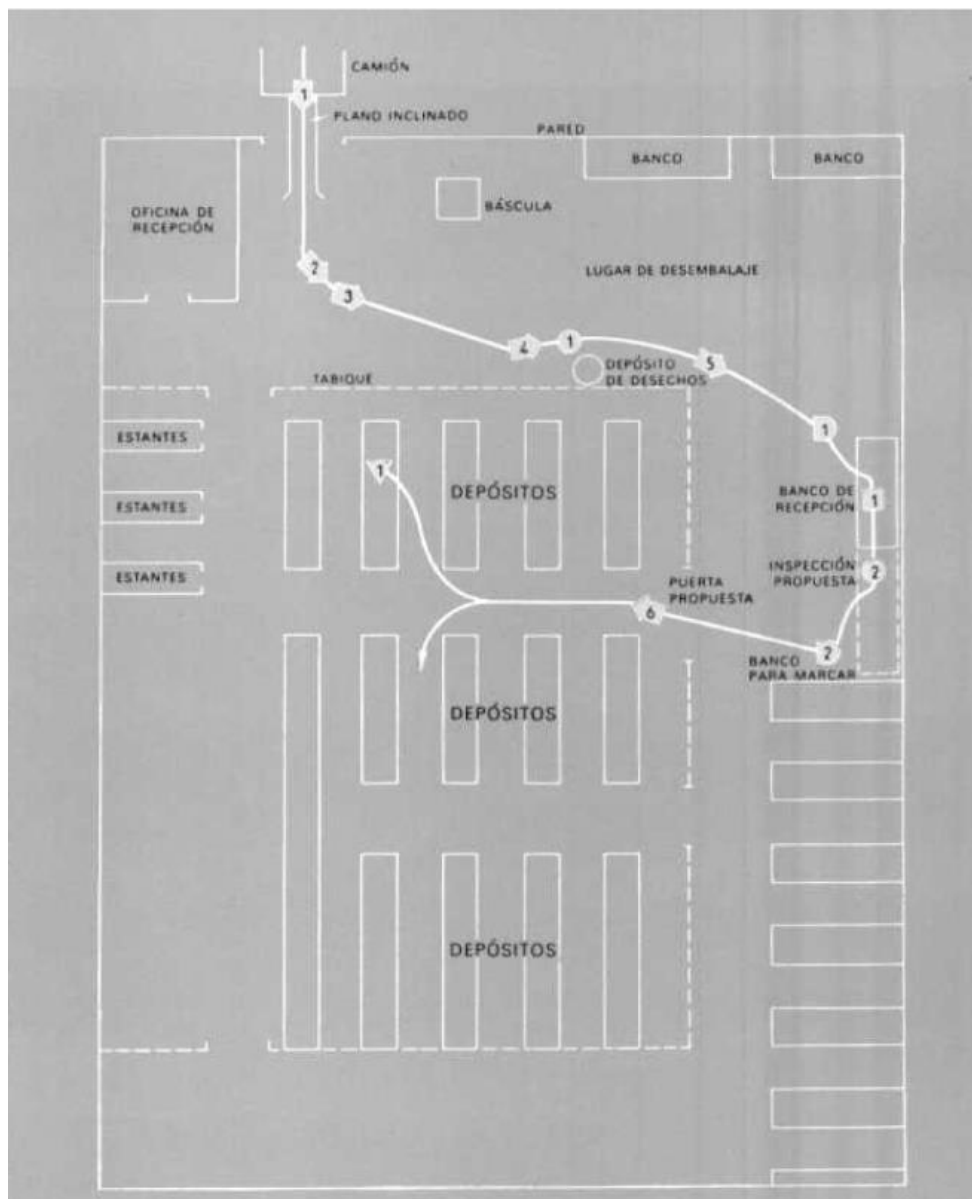 CAMIÓN
1
PLANO INCLINADO
PARED
BANCO
BANCO
OFICINA DE
RECEPCIÓN
BÁSCULA
2
LUGAR DE DESEMBALAJE
3
4
1
5
DEPÓSITO
DE DESECHOS
TABIQUE
ESTANTES
1
1
DEPÓSITOS
BANCO DE
RECEPCIÓN
1
ESTANTES
INSPECCIÓN
PROPUESTA
2
ESTANTES
PUERTA
PROPUESTA
6
2
BANCO
PARA MARCAR
DEPÓSITOS
DEPÓSITOS